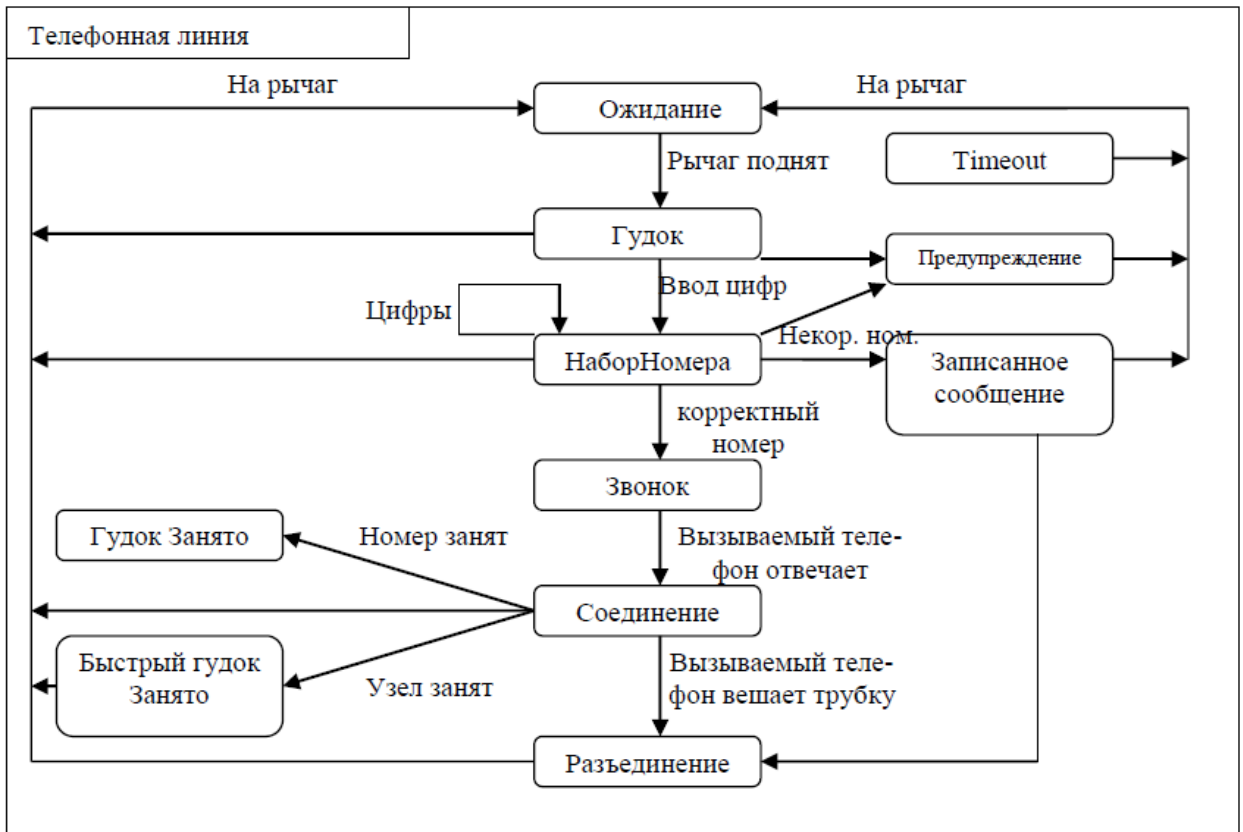 Телефонная линия
На рычаг
На рычаг
Ожидание
Рычаг поднят
Timeout
Гудок
Предупреждение
Ввод цифр
Цифры
Некор. ном.
НаборНомера
Записанное
сообщение
корректный
номер
Звонок
Гудок Занято
Номер занят
Вызываемый теле-
фон отвечает
Соединение
Быстрый гудок
Занято
Узел занят
Вызываемый теле-
фон вешает трубку
Разъединение